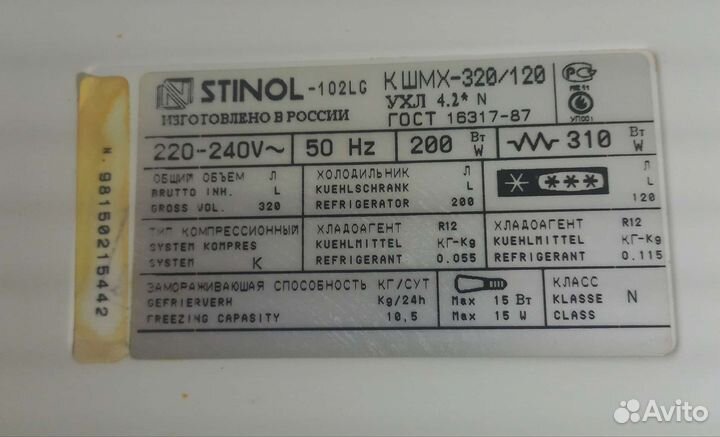 STINOL -102LG КШМХ-320/120
УХЛ 4.2* N
ИЗГОТОВЛЕНО В РОССИИ ГОСТ 16317-87
220-240V~ 50 Hz 200 Вт W 310 Вт W
ОБЩИЙ ОБЪЕМ Л
BRUTTO INH. L
GROSS VOL. 320
ХОЛОДИЛЬНИК Л
KUEHLSCHRANK L
REFRIGERATOR 200
Л
L
120
ТИП КОМПРЕССИОННЫЙ
SYSTEM KOMPRES
SYSTEM K
ХЛАДОАГЕНТ R12
KUEHLMITTEL КГ-Kg
REFRIGERANT 0.055
ХЛАДОАГЕНТ R12
KUEHLMITTEL КГ-Kg
REFRIGERANT 0.115
ЗАМОРАЖИВАЮЩАЯ СПОСОБНОСТЬ КГ/СУТ
GEFRIERVERH Kg/24h
FREEZING CAPASITY 10,5
Max 15 Вт
Max 15 W
КЛАСС
KLASSE N
CLASS
N. 98150215442
Avito